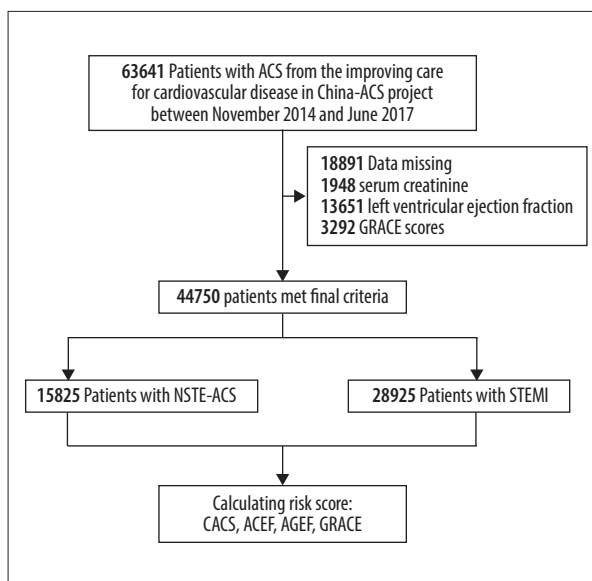 63641 Patients with ACS from the improving care
for cardiovascular disease in China-ACS project
between November 2014 and June 2017
18891 Data missing
1948 serum creatinine
13651 left ventricular ejection fraction
3292 GRACE scores
44750 patients met final criteria
15825 Patients with NSTE-ACS
28925 Patients with STEMI
Calculating risk score:
CACS, ACEF, AGEF, GRACE